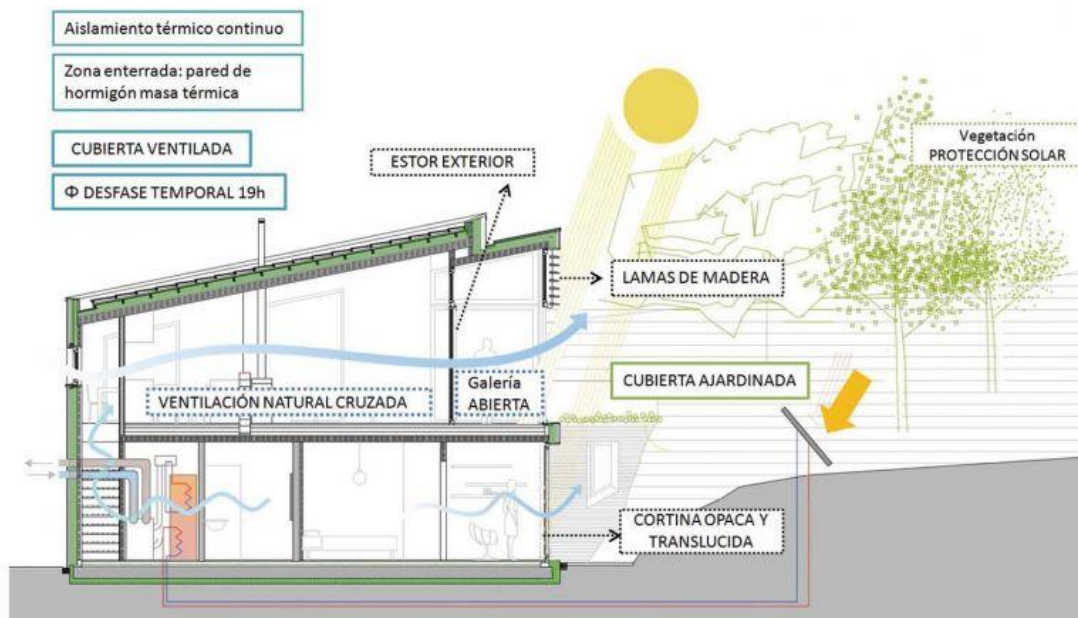 Aislamiento térmico continuo
Zona enterrada: pared de
hormigón masa térmica
CUBIERTA VENTILADA
Φ DESFASE TEMPORAL 19h
ESTOR EXTERIOR
Vegetación
PROTECCIÓN SOLAR
LAMAS DE MADERA
CUBIERTA AJARDINADA
Galería
ABIERTA
VENTILACIÓN NATURAL CRUZADA
CORTINA OPACA Y
TRANSLUCIDA